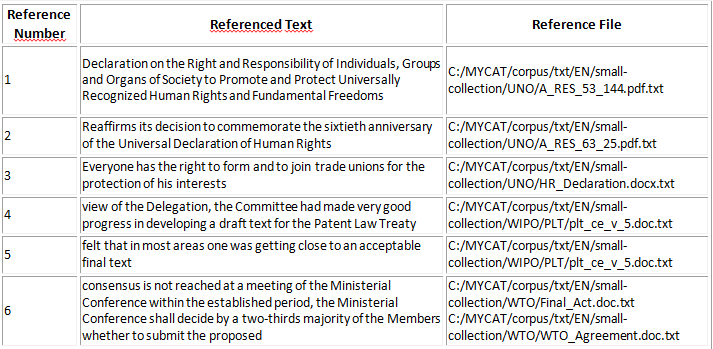 Reference Number
Referenced Text
Reference File
1
Declaration on the Right and Responsibility of Individuals, Groups
and Organs of Society to Promote and Protect Universally
Recognized Human Rights and Fundamental Freedoms
C:/MYCAT/corpus/txt/EN/small-
collection/UNO/A_RES_53_144.pdf.txt
2
Reaffirms its decision to commemorate the sixtieth anniversary
of the Universal Declaration of Human Rights
C:/MYCAT/corpus/txt/EN/small-
collection/UNO/A_RES_63_25.pdf.txt
3
Everyone has the right to form and to join trade unions for the
protection of his interests
C:/MYCAT/corpus/txt/EN/small-
collection/UNO/HR_Declaration.docx.txt
4
view of the Delegation, the Committee had made very good
progress in developing a draft text for the Patent Law Treaty
C:/MYCAT/corpus/txt/EN/small-
collection/WIPO/PLT/plt_ce_v_5.doc.txt
5
felt that in most areas one was getting close to an acceptable
final text
C:/MYCAT/corpus/txt/EN/small-
collection/WIPO/PLT/plt_ce_v_5.doc.txt
6
consensus is not reached at a meeting of the Ministerial
Conference within the established period, the Ministerial
Conference shall decide by a two-thirds majority of the Members
whether to submit the proposed
C:/MYCAT/corpus/txt/EN/small-
collection/WTO/Final_Act.doc.txt
C:/MYCAT/corpus/txt/EN/small-
collection/WTO/WTO_Agreement.doc.txt